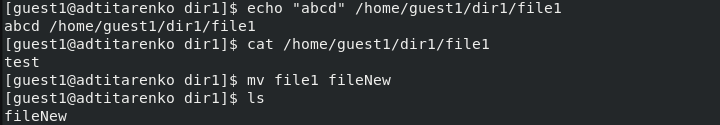 [guest1@adtitarenko dir1]$ echo "abcd" /home/guest1/dir1/file1
abcd /home/guest1/dir1/file1
[guest1@adtitarenko dir1]$ cat /home/guest1/dir1/file1
test
[guest1@adtitarenko dir1]$ mv file1 fileNew
[guest1@adtitarenko dir1]$ ls
fileNew